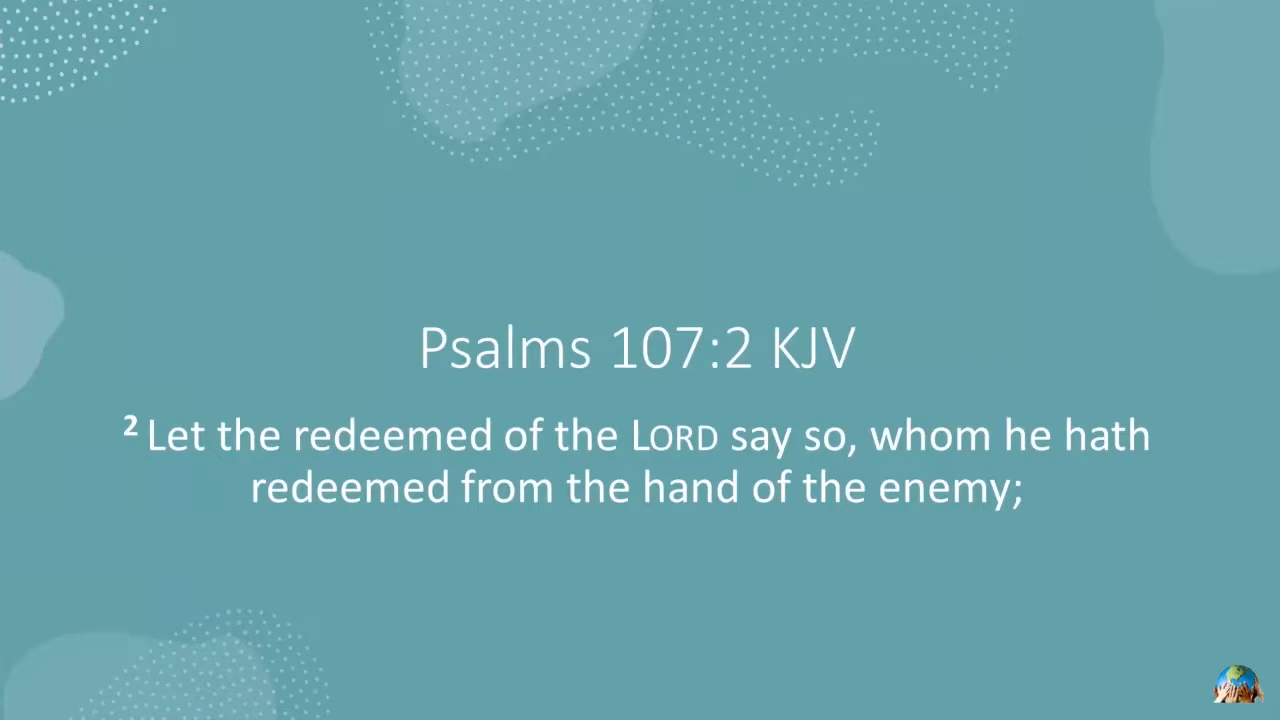 Psalms 107:2 KJV
2 Let the redeemed of the LORD say so, whom he hath
redeemed from the hand of the enemy;